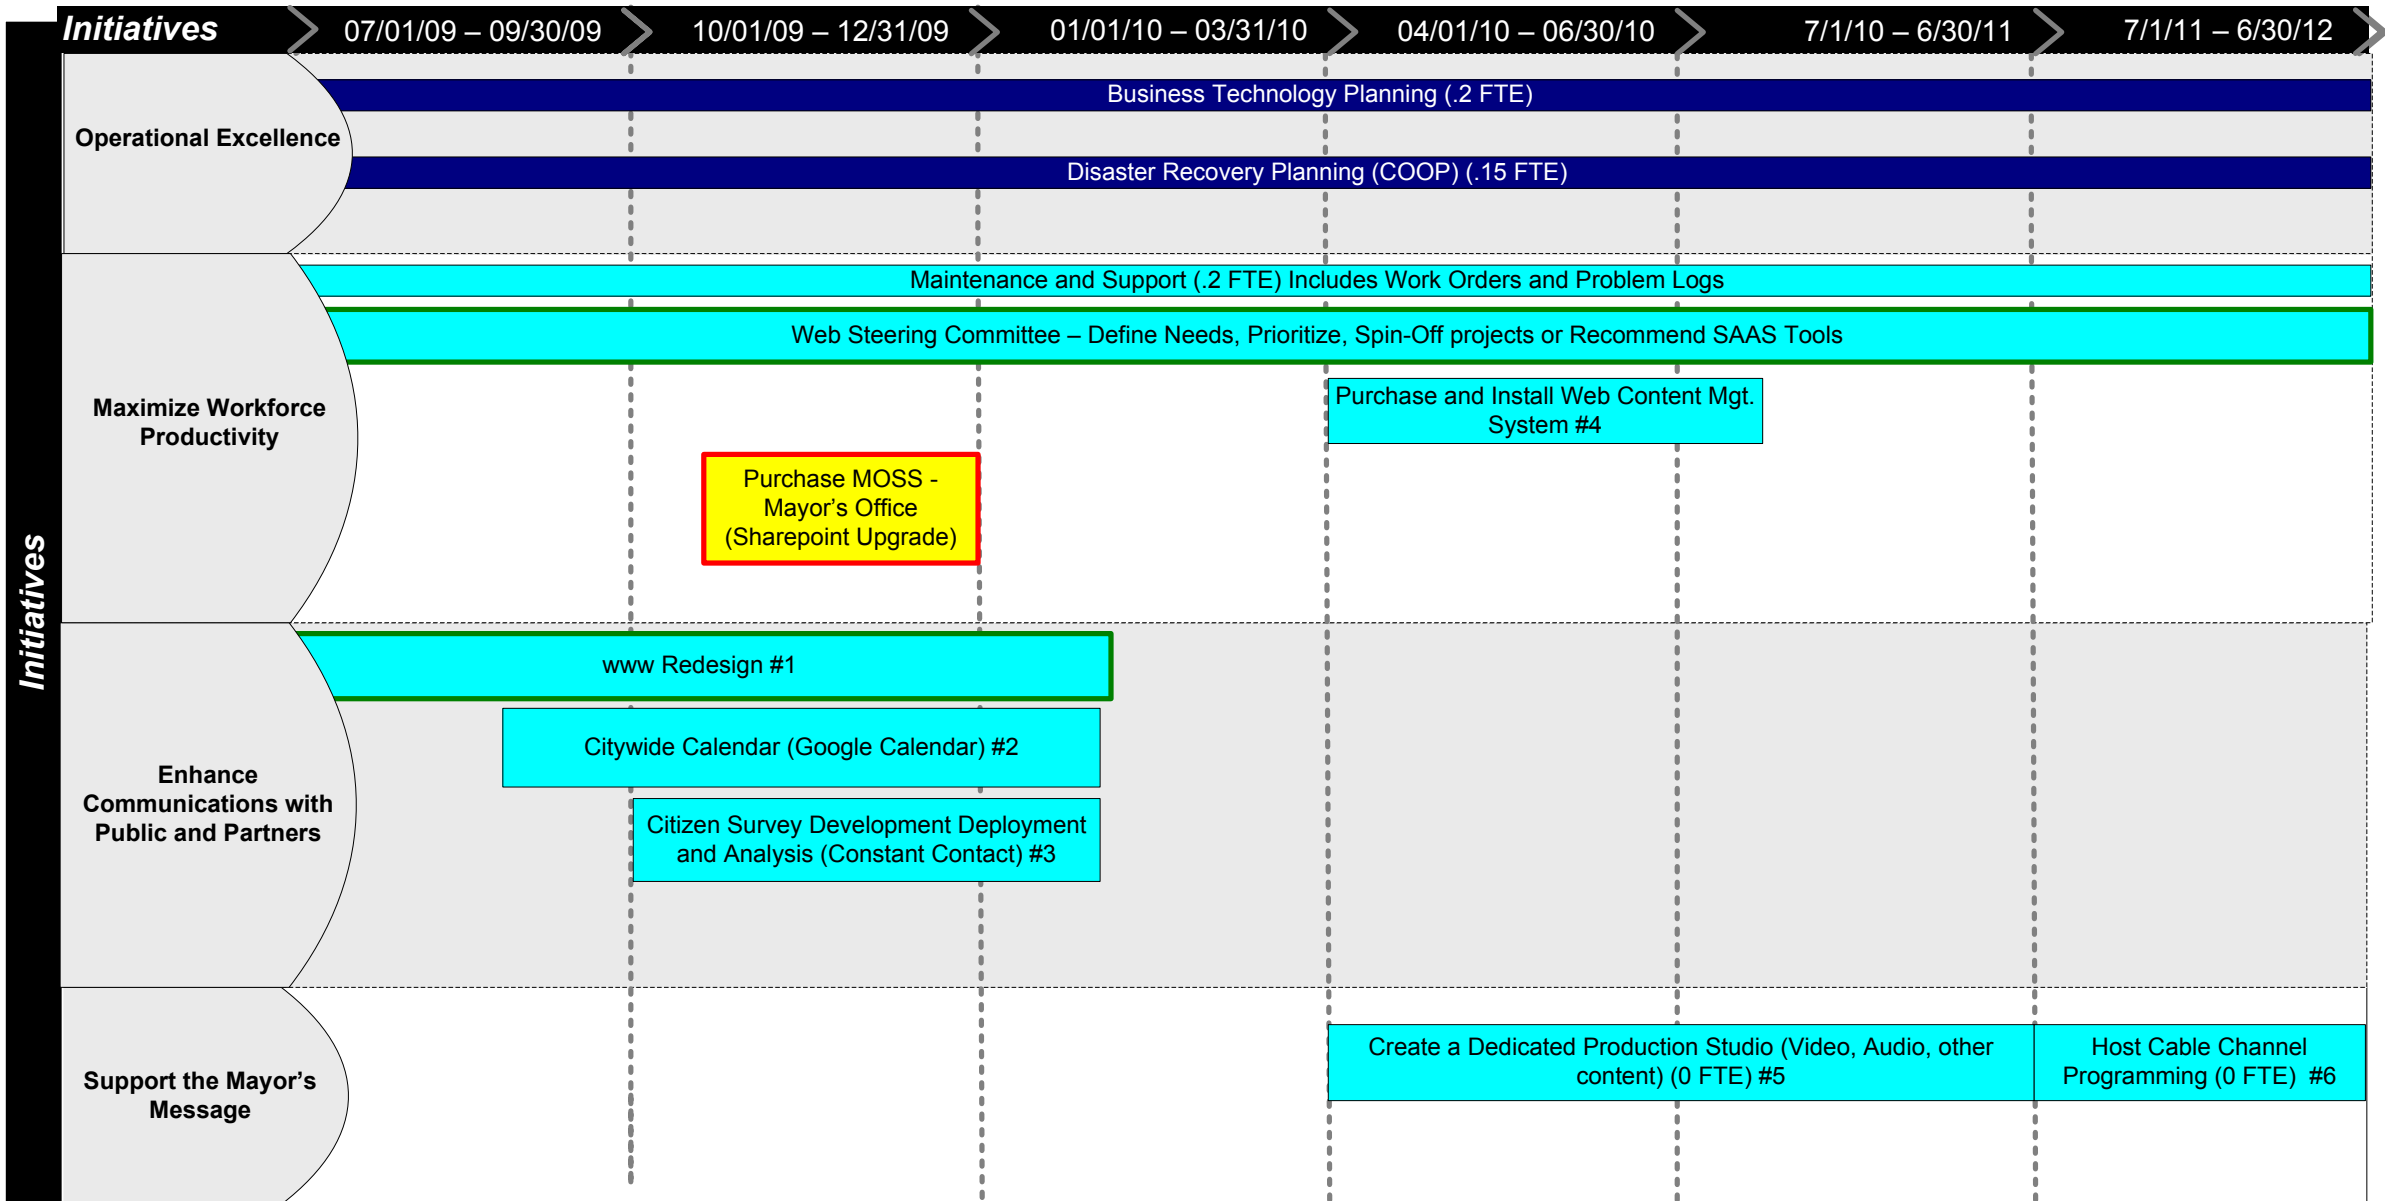 Initiatives
07/01/09 – 09/30/09
10/01/09 – 12/31/09
01/01/10 – 03/31/10
04/01/10 – 06/30/10
7/1/10 – 6/30/11
7/1/11 – 6/30/12
Initiatives
Operational Excellence
Business Technology Planning (.2 FTE)
Disaster Recovery Planning (COOP) (.15 FTE)
Maximize Workforce
Productivity
Maintenance and Support (.2 FTE) Includes Work Orders and Problem Logs
Web Steering Committee – Define Needs, Prioritize, Spin-Off projects or Recommend SAAS Tools
Purchase and Install Web Content Mgt.
System #4
Purchase MOSS -
Mayor’s Office
(Sharepoint Upgrade)
Enhance
Communications with
Public and Partners
www Redesign #1
Citywide Calendar (Google Calendar) #2
Citizen Survey Development Deployment
and Analysis (Constant Contact) #3
Support the Mayor’s
Message
Create a Dedicated Production Studio (Video, Audio, other
content) (0 FTE) #5
Host Cable Channel
Programming (0 FTE)  #6